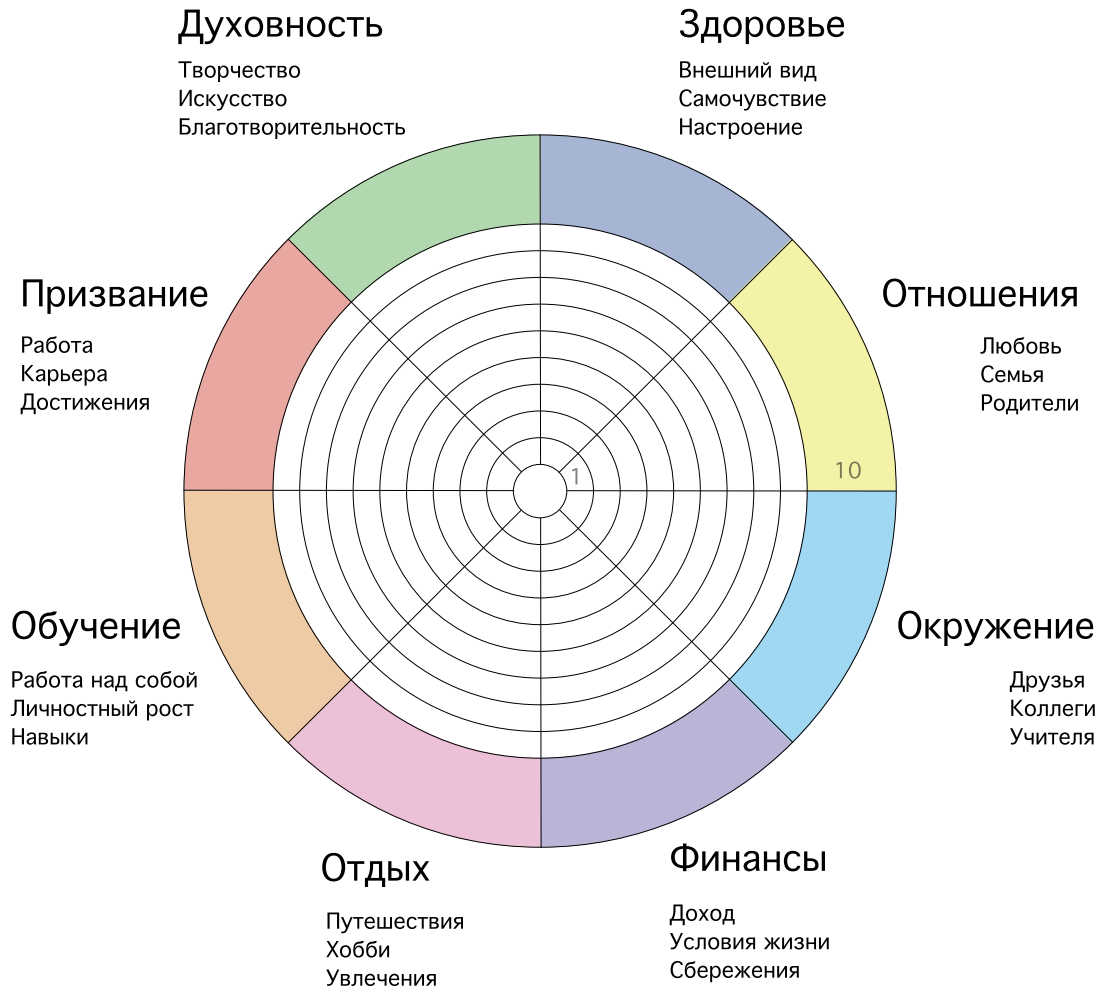 Духовность
Творчество
Искусство
Благотворительность
Здоровье
Внешний вид
Самочувствие
Настроение
Призвание
Работа
Карьера
Достижения
Отношения
Любовь
Семья
Родители
1
10
Обучение
Работа над собой
Личностный рост
Навыки
Окружение
Друзья
Коллеги
Учителя
Отдых
Путешествия
Хобби
Увлечения
Финансы
Доход
Условия жизни
Сбережения